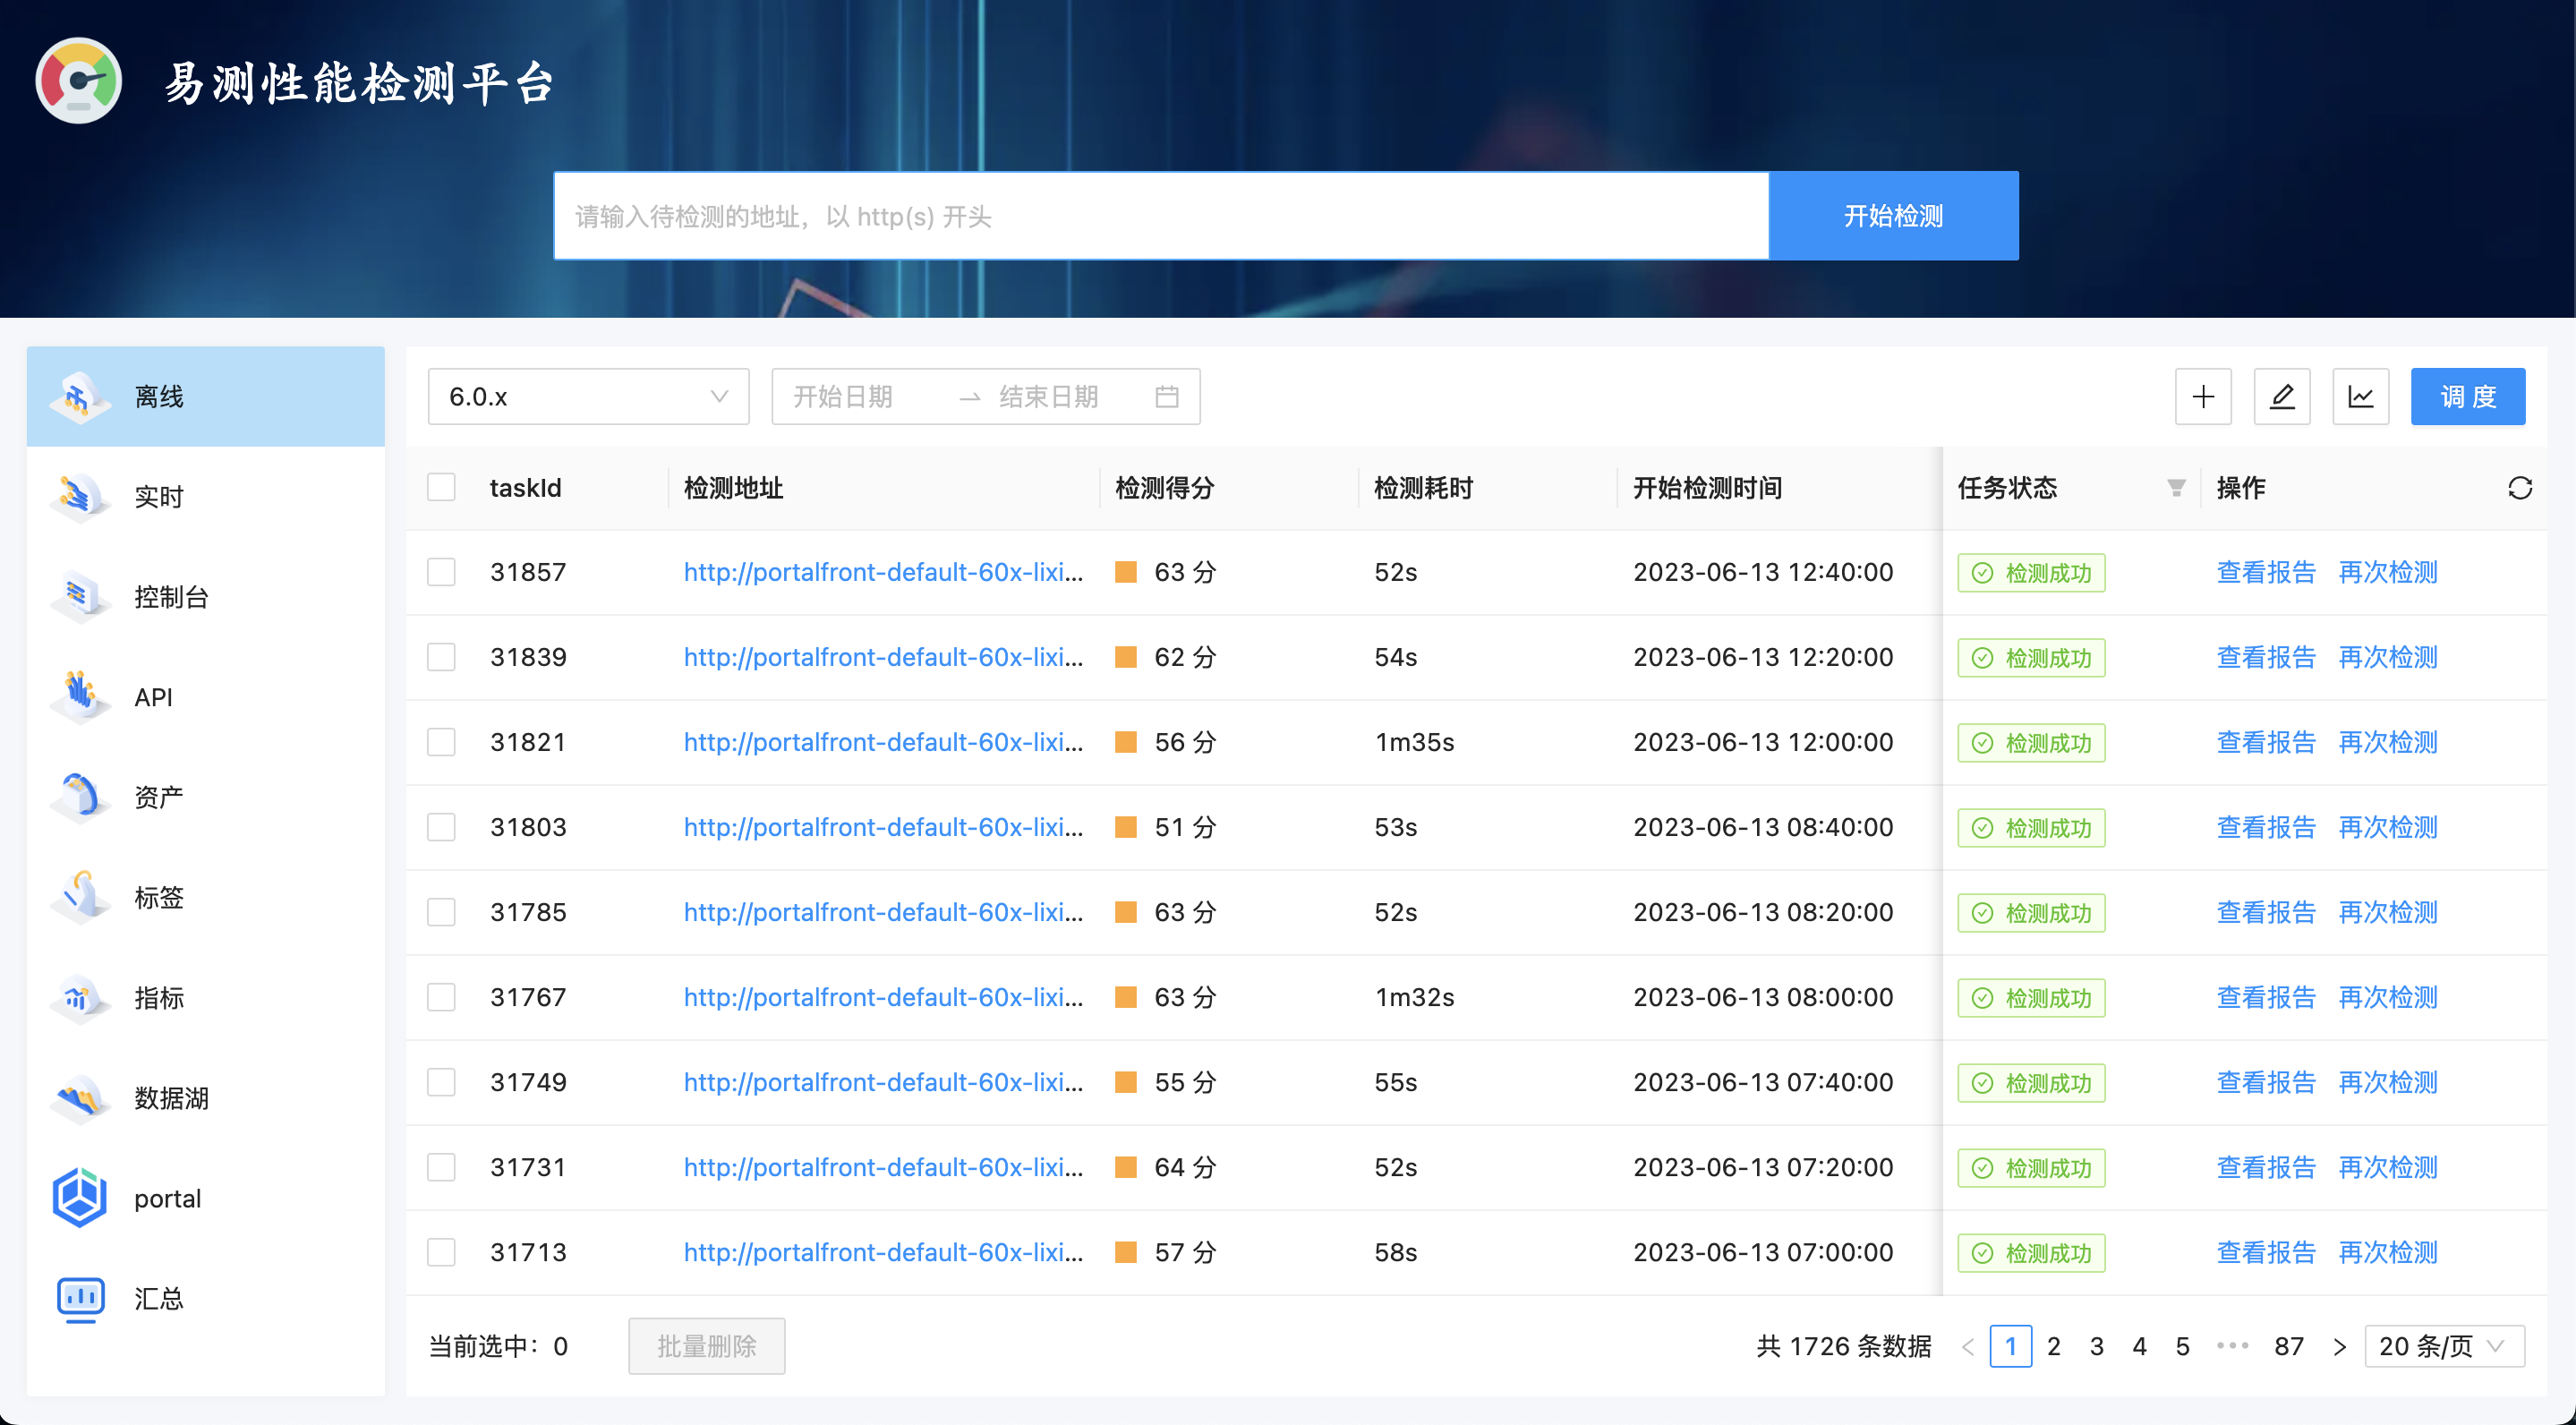 易测性能检测平台
请输入待检测的地址，以 http(s) 开头
开始检测
离线
实时
控制台
API
资产
标签
指标
数据湖
portal
汇总
6.0.x
开始日期 结束日期
调 度
taskId 检测地址 检测得分 检测耗时 开始检测时间 任务状态 操作
31857 http://portalfront-default-60x-lixi... 63 分 52s 2023-06-13 12:40:00 检测成功 查看报告 再次检测
31839 http://portalfront-default-60x-lixi... 62 分 54s 2023-06-13 12:20:00 检测成功 查看报告 再次检测
31821 http://portalfront-default-60x-lixi... 56 分 1m35s 2023-06-13 12:00:00 检测成功 查看报告 再次检测
31803 http://portalfront-default-60x-lixi... 51 分 53s 2023-06-13 08:40:00 检测成功 查看报告 再次检测
31785 http://portalfront-default-60x-lixi... 63 分 52s 2023-06-13 08:20:00 检测成功 查看报告 再次检测
31767 http://portalfront-default-60x-lixi... 63 分 1m32s 2023-06-13 08:00:00 检测成功 查看报告 再次检测
31749 http://portalfront-default-60x-lixi... 55 分 55s 2023-06-13 07:40:00 检测成功 查看报告 再次检测
31731 http://portalfront-default-60x-lixi... 64 分 52s 2023-06-13 07:20:00 检测成功 查看报告 再次检测
31713 http://portalfront-default-60x-lixi... 57 分 58s 2023-06-13 07:00:00 检测成功 查看报告 再次检测
当前选中：0 批量删除 共 1726 条数据 < 1 2 3 4 5 ••• 87 > 20 条/页